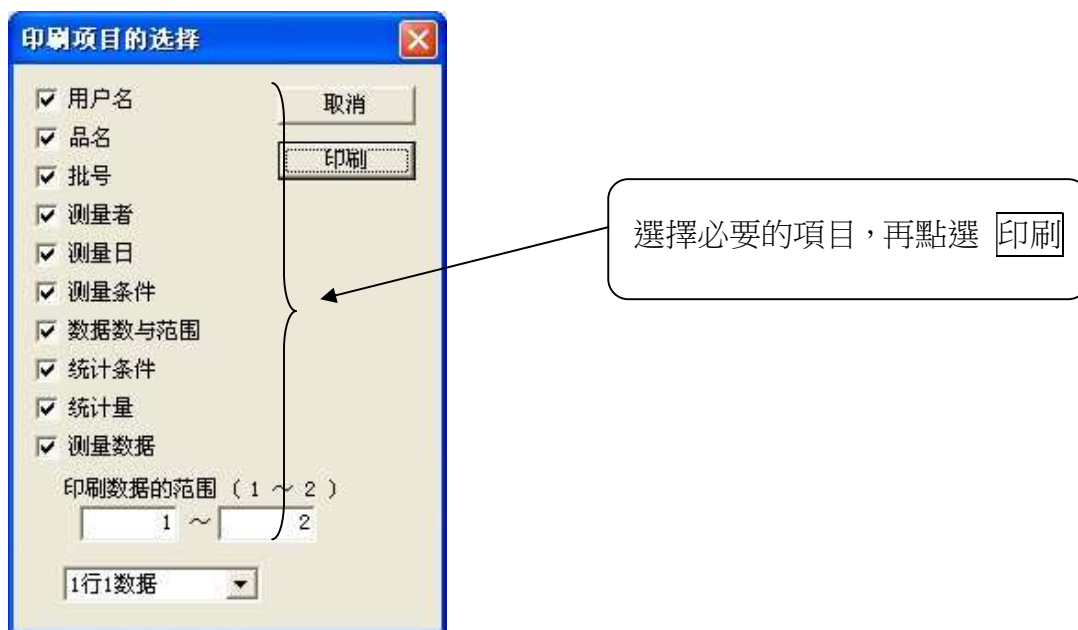 印刷项目的选择
用户名
取消
品名
印刷
批号
测量者
测量日
测量条件
数据数与范围
统计条件
统计量
测量数据
印刷数据的范围 ( 1 ～ 2 )
1 ～ 2
1行1数据
選擇必要的項目，再點選 印刷